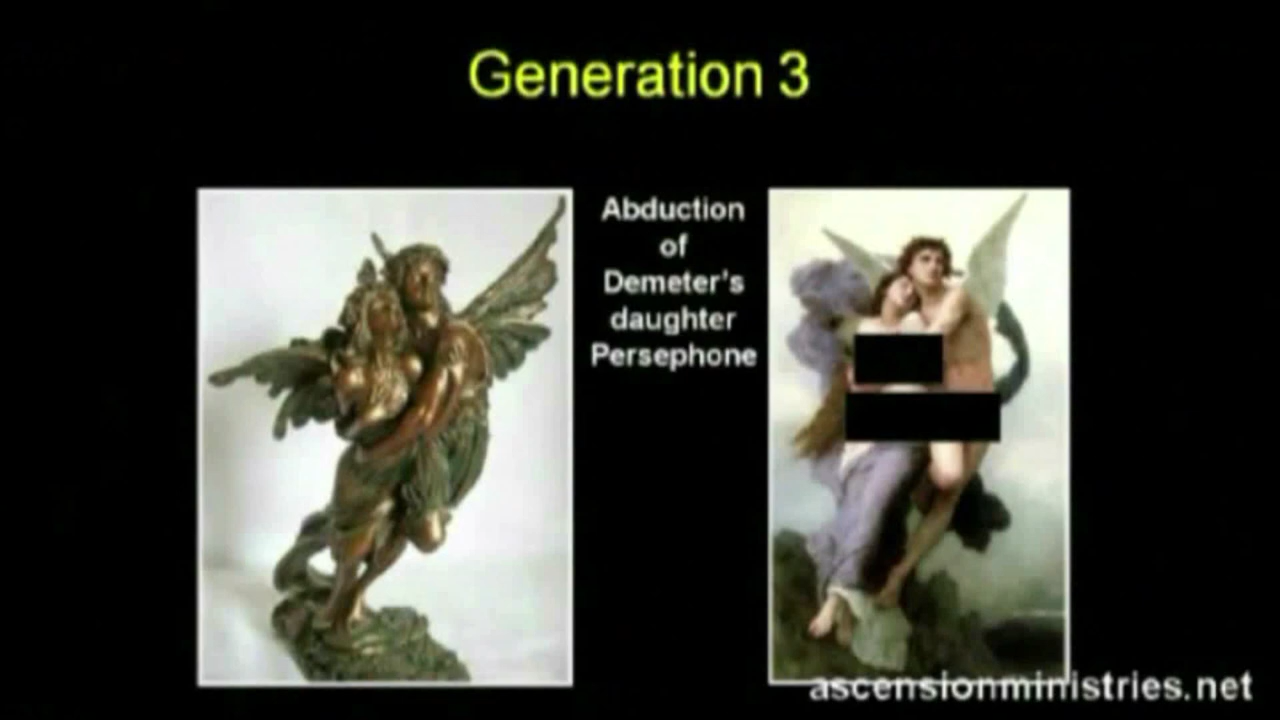 Generation 3
Abduction
of
Demeter's
daughter
Persephone
ascensionministries.net